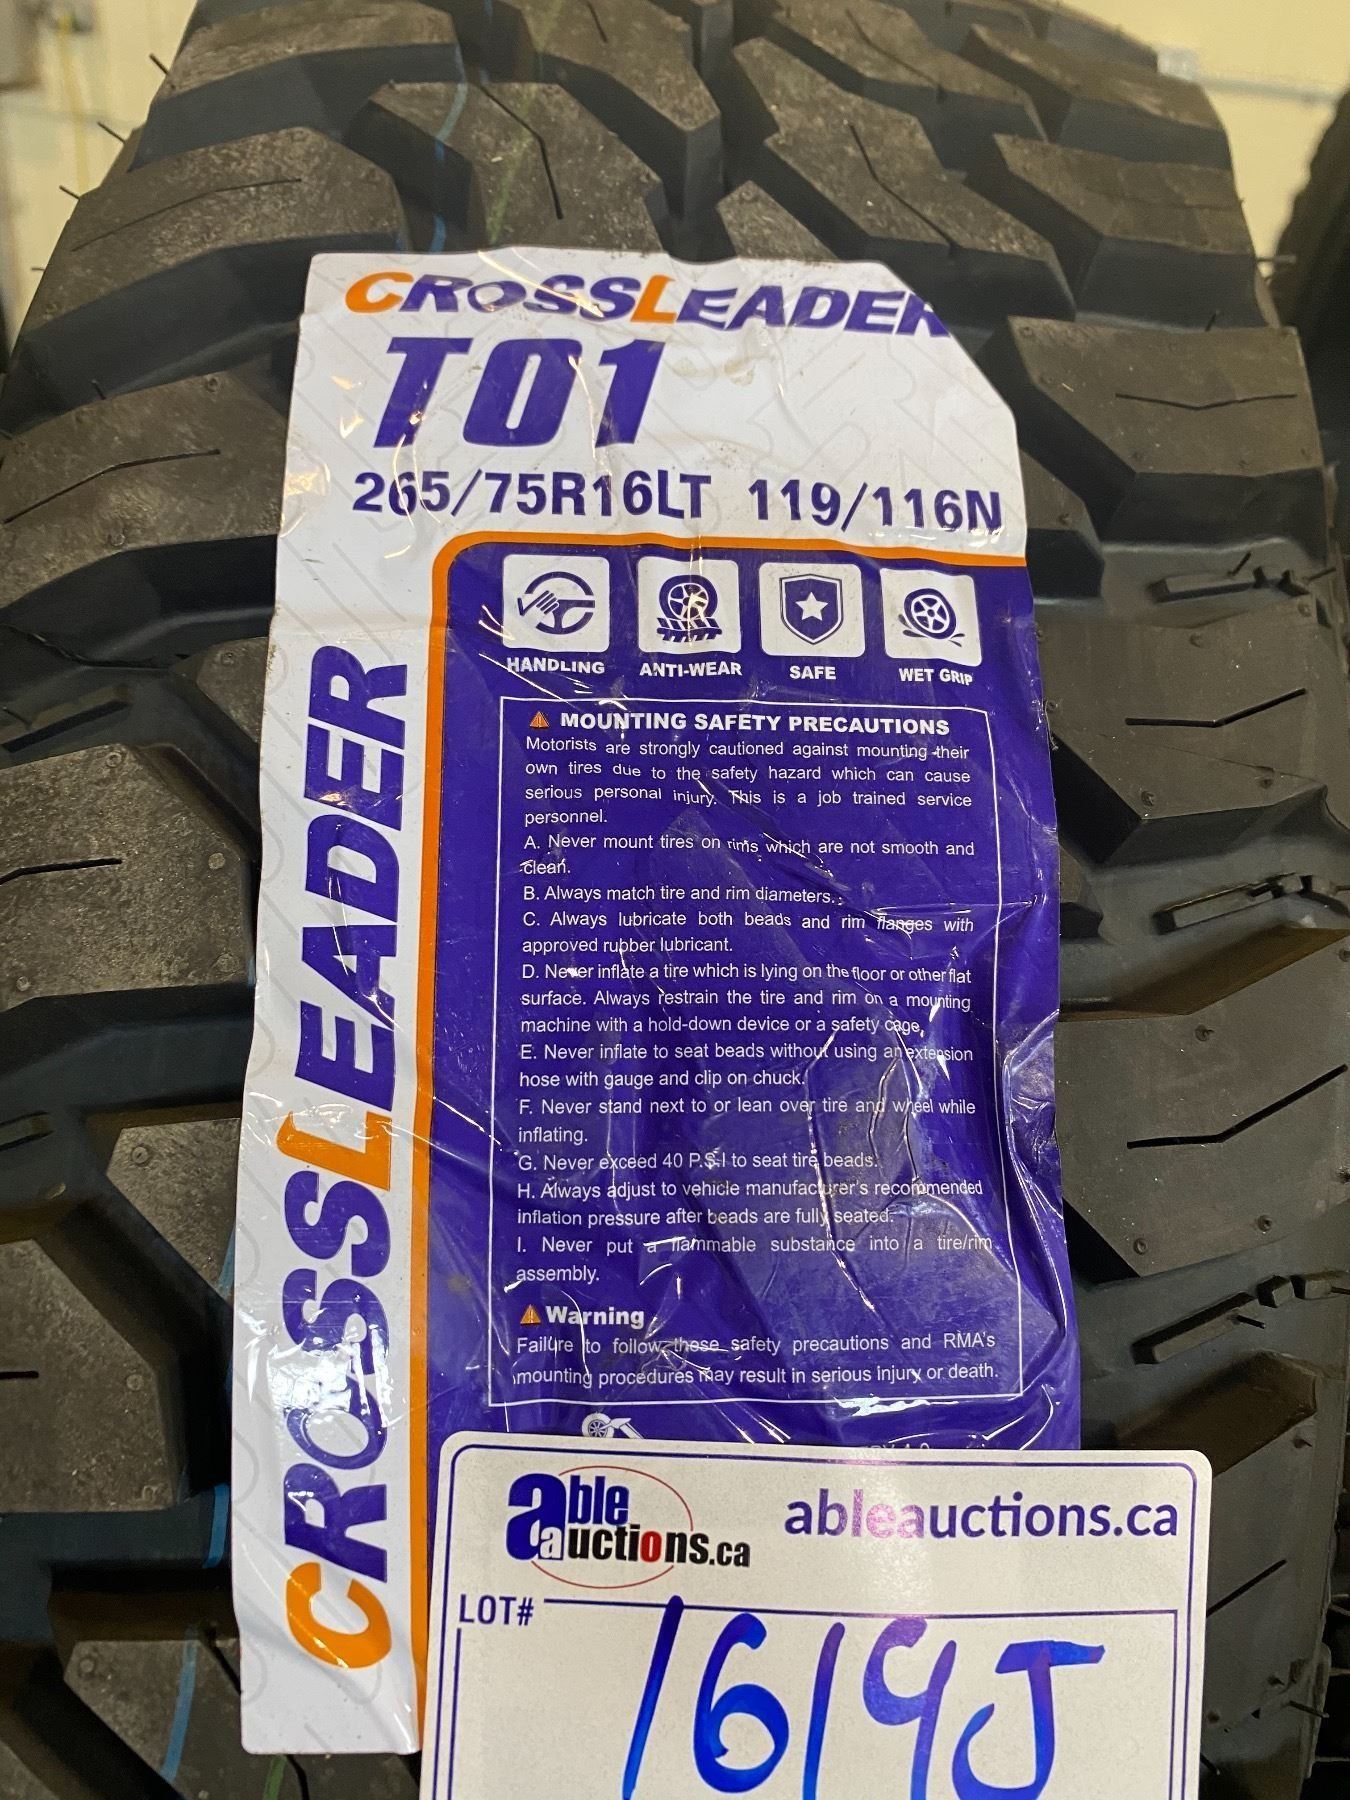 CROSSLEADER
T01
265/75R16LT 119/116N
HANDLING ANTI-WEAR SAFE WET GRIP
MOUNTING SAFETY PRECAUTIONS
Motorists are strongly cautioned against mounting their
own tires due to the safety hazard which can cause
serious personal injury. This is a job trained service
personnel.
A. Never mount tires on rims which are not smooth and
clean.
B. Always match tire and rim diameters.
C. Always lubricate both beads and rim flanges with
approved rubber lubricant.
D. Never inflate a tire which is lying on the floor or other flat
surface. Always restrain the tire and rim on a mounting
machine with a hold-down device or a safety cage,
E. Never inflate to seat beads without using an extension
hose with gauge and clip on chuck.
F. Never stand next to or lean over tire and wheel while
inflating.
G. Never exceed 40 P.S.I to seat tire beads.
H. Always adjust to vehicle manufacturer's recommended
inflation pressure after beads are fully seated.
I. Never put a flammable substance into a tire/rim
assembly.
Warning
Failure to follow these safety precautions and RMA's
mounting procedures may result in serious injury or death.
CROSSLEADER
able auctions.ca
ableauctions.ca
LOT#
1619J